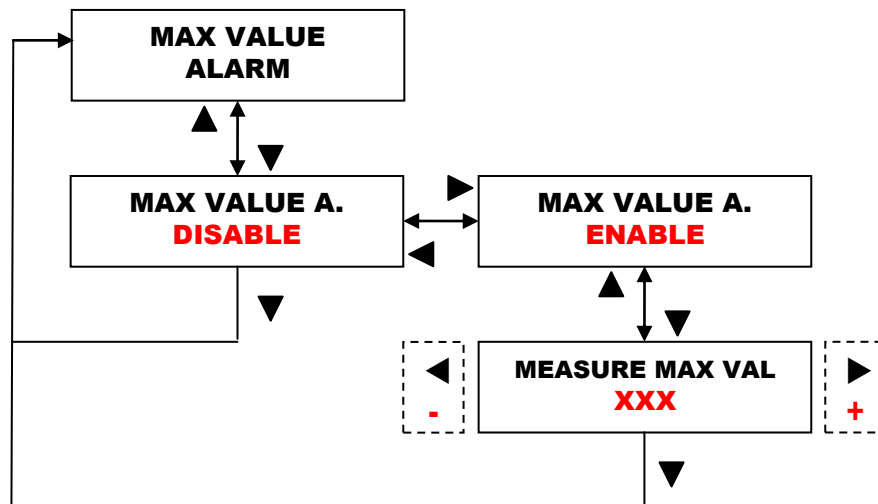 MAX VALUE
ALARM
MAX VALUE A.
DISABLE
MAX VALUE A.
ENABLE
MEASURE MAX VAL
XXX
-
+